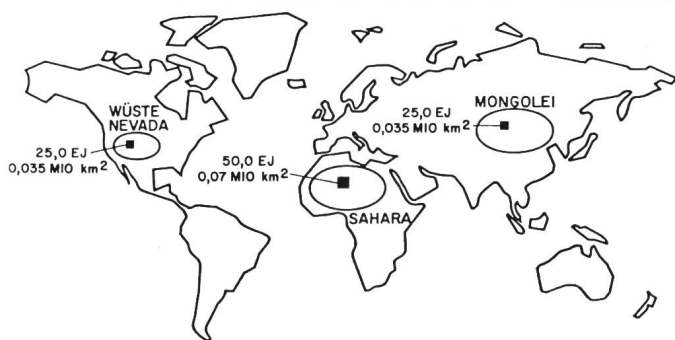 WÜSTE
NEVADA
25,0 EJ
0,035 MIO km²
50,0 EJ
0,07 MIO km²
SAHARA
MONGOLEI
25,0 EJ
0,035 MIO km²